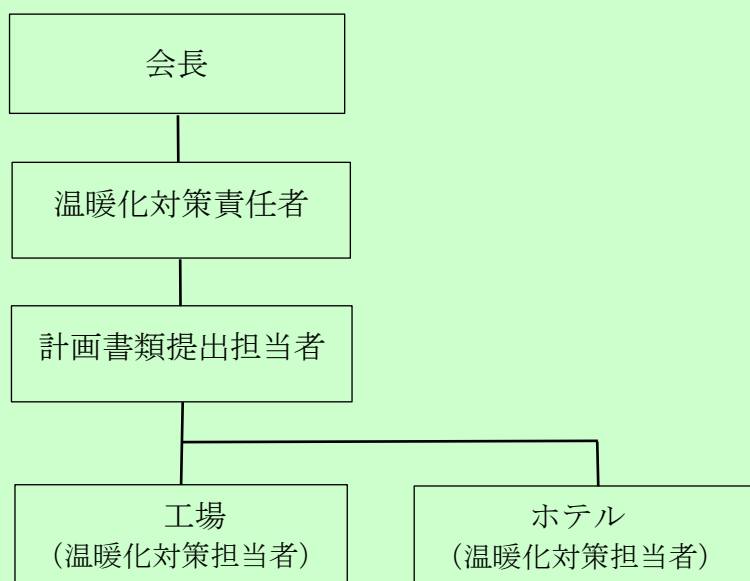 会長
温暖化対策責任者
計画書類提出担当者
工場
（温暖化対策担当者）
ホテル
（温暖化対策担当者）